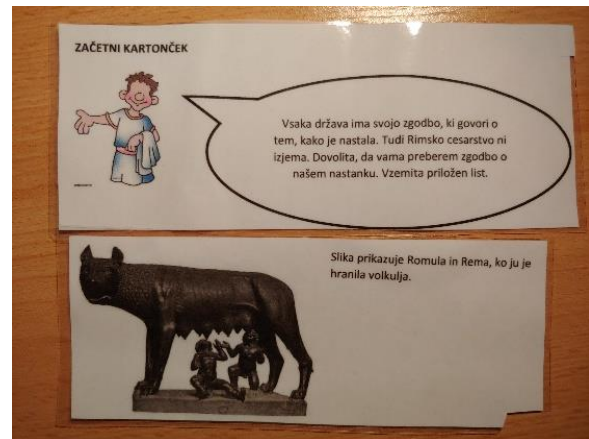 ZAČETNI KARTONČEK
Vsaka država ima svojo zgodbo, ki govori o
tem, kako je nastala. Tudi Rimsko cesarstvo ni
izjema. Dovolita, da vama preberem zgodbo o
našem nastanku. Vzemita priložen list.
Slika prikazuje Romula in Rema, ko ju je
hranila volkulja.